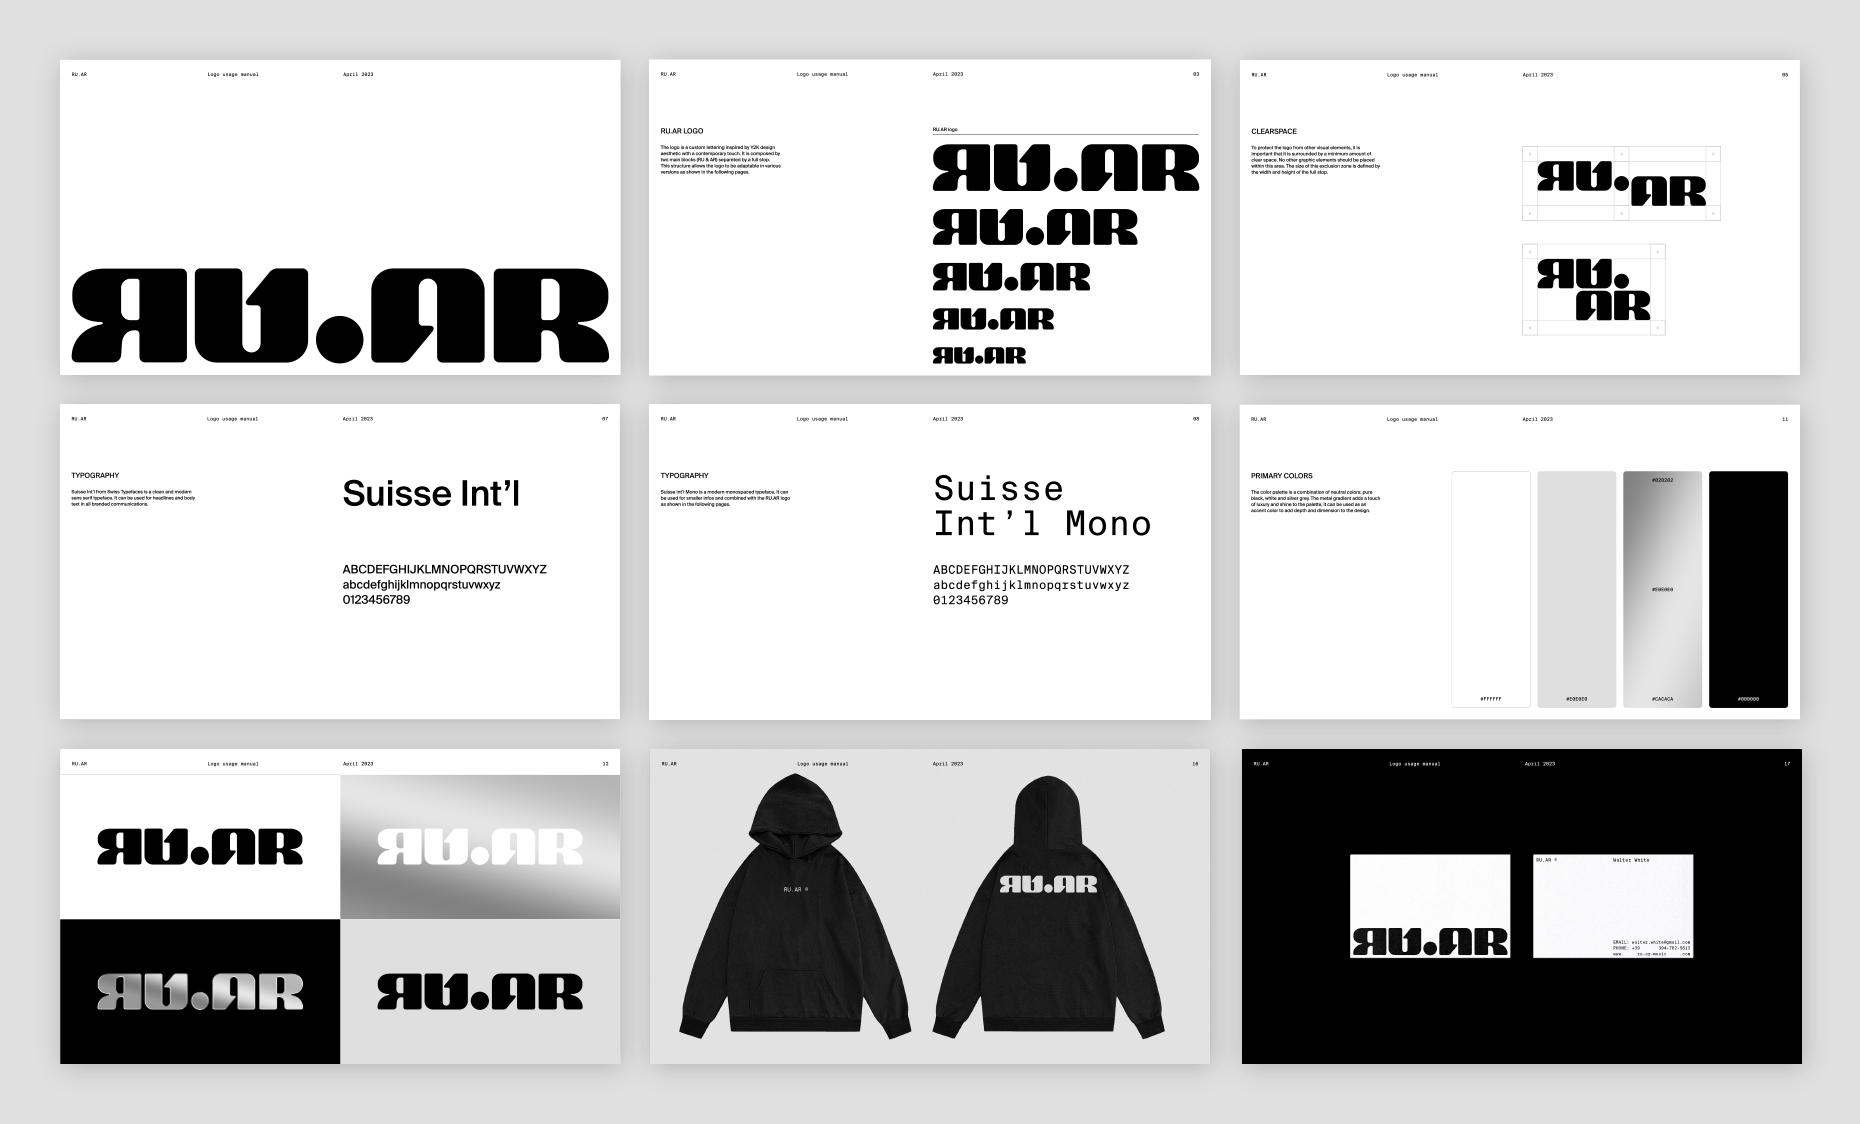 RU.AR Logo usage manual April 2023
RU.AR
RU.AR Logo usage manual April 2023 03
RU.AR LOGO
The logo is a custom lettering inspired by Y2K design
aesthetic with a contemporary touch. It is composed by
two main blocks (RU & AR) separeted by a full stop.
This structure allows the logo to be adaptable in various
versions as shown in the following pages.
RU.AR logo
RU.AR
RU.AR
RU.AR
RU.AR
RU.AR
RU.AR Logo usage manual April 2023 05
CLEARSPACE
To protect the logo from other visual elements, it is
important that it is surrounded by a minimum amount of
clear space. No other graphic elements should be placed
within this area. The size of this exclusion zone is defined by
the width and height of the full stop.
RU.AR
RU.
AR
RU.AR Logo usage manual April 2023 07
TYPOGRAPHY
Suisse Int'l from Swiss Typefaces is a clean and modern
sans serif typeface. It can be used for headlines and body
text in all branded communications.
Suisse Int’l
ABCDEFGHIJKLMNOPQRSTUVWXYZ
abcdefghijklmnopqrstuvwxyz
0123456789
RU.AR Logo usage manual April 2023 08
TYPOGRAPHY
Suisse Int'l Mono is a modern monospaced typeface. It can
be used for smaller infos and combined with the RU.AR logo
as shown in the following pages.
Suisse
Int’l Mono
ABCDEFGHIJKLMNOPQRSTUVWXYZ
abcdefghijklmnopqrstuvwxyz
0123456789
RU.AR Logo usage manual April 2023 11
PRIMARY COLORS
The color palette is a combination of neutral colors: pure
black, white and silver grey. The metal gradient adds a touch
of luxury and shine to the palette, it can be used as an
accent color to add depth and dimension to the design.
#FFFFFF
#E0E0E0
#828282
#E0E0E0
#CACACA
#000000
RU.AR Logo usage manual April 2023 12
RU.AR
RU.AR
RU.AR
RU.AR
RU.AR Logo usage manual April 2023 16
RU.AR ®
RU.AR
RU.AR Logo usage manual April 2023 17
RU.AR
RU.AR ® Walter White
EMAIL: walter.white@gmail.com
PHONE: +39
www. ru-ar-music .com